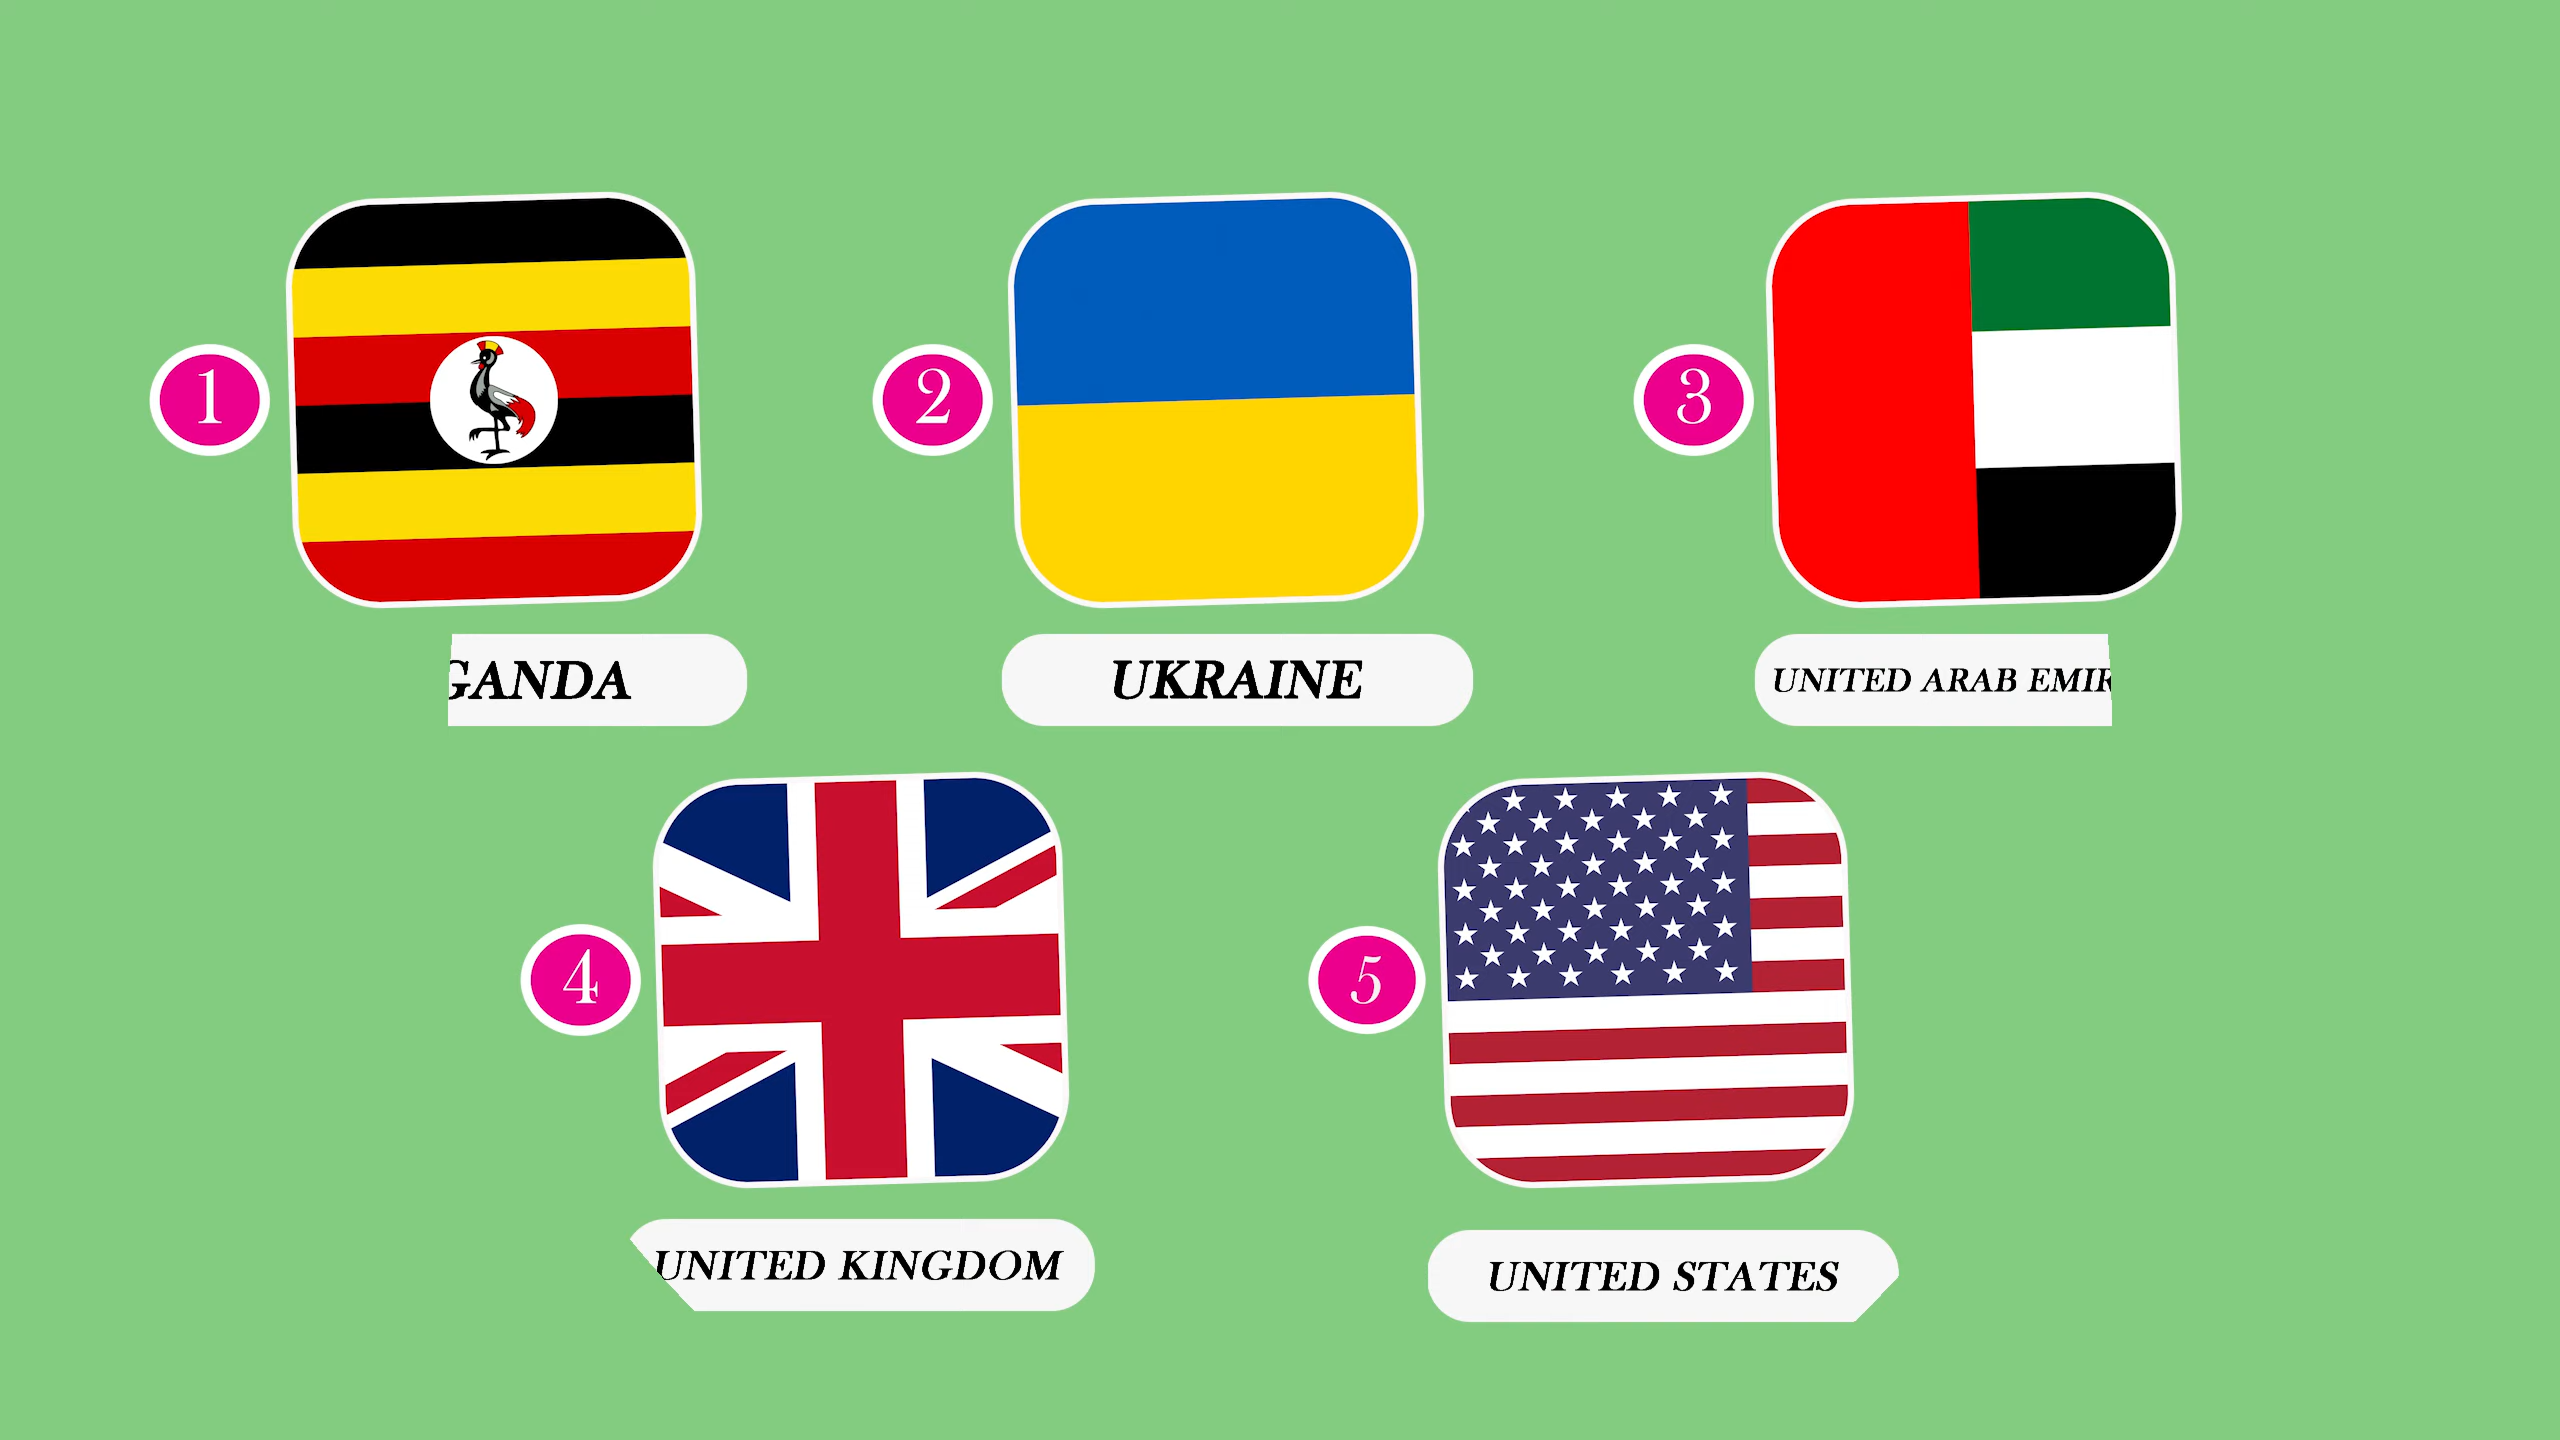 1
2
3
GANDA
UKRAINE
UNITED ARAB EMIR
4
5
UNITED KINGDOM
UNITED STATES